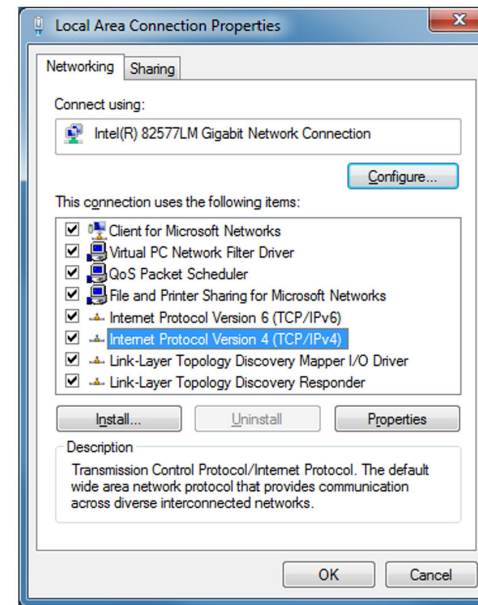 Local Area Connection Properties
Networking
Sharing
Connect using:
Intel(R) 82577LM Gigabit Network Connection
Configure...
This connection uses the following items:
Client for Microsoft Networks
Virtual PC Network Filter Driver
QoS Packet Scheduler
File and Printer Sharing for Microsoft Networks
Internet Protocol Version 6 (TCP/IPv6)
Internet Protocol Version 4 (TCP/IPv4)
Link-Layer Topology Discovery Mapper I/O Driver
Link-Layer Topology Discovery Responder
Install...
Uninstall
Properties
Description
Transmission Control Protocol/Internet Protocol. The default
wide area network protocol that provides communication
across diverse interconnected networks.
OK
Cancel